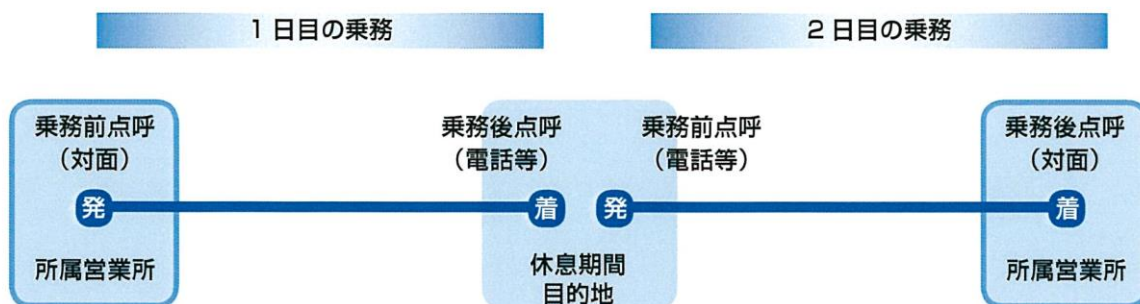 1日目の乗務
2日目の乗務
乗務前点呼
(対面)
発
所属営業所
乗務後点呼
(電話等)
着
乗務前点呼
(電話等)
発
休息期間
目的地
乗務後点呼
(対面)
着
所属営業所